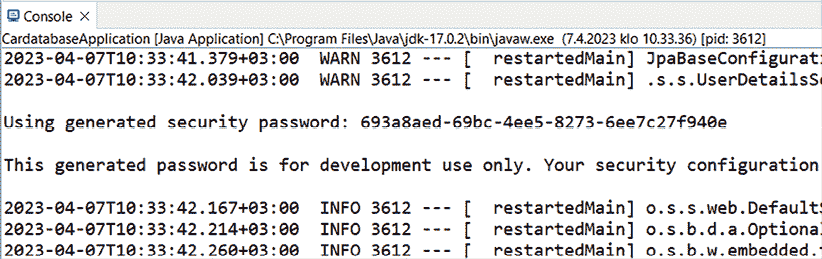 Console
CardatabaseApplication [Java Application] C:\Program Files\Java\jdk-17.0.2\bin\javaw.exe (7.4.2023 klo 10.33.36) [pid: 3612]
2023-04-07T10:33:41.379+03:00  WARN 3612 --- [  restartedMain] JpaBaseConfigurati
2023-04-07T10:33:42.039+03:00  WARN 3612 --- [  restartedMain] .s.s.UserDetailsSe
Using generated security password: 693a8aed-69bc-4ee5-8273-6ee7c27f940e
This generated password is for development use only. Your security configuration
2023-04-07T10:33:42.167+03:00  INFO 3612 --- [  restartedMain] o.s.s.web.DefaultS
2023-04-07T10:33:42.214+03:00  INFO 3612 --- [  restartedMain] o.s.b.d.a.Optional
2023-04-07T10:33:42.260+03:00  INFO 3612 --- [  restartedMain] o.s.b.w.embedded.t